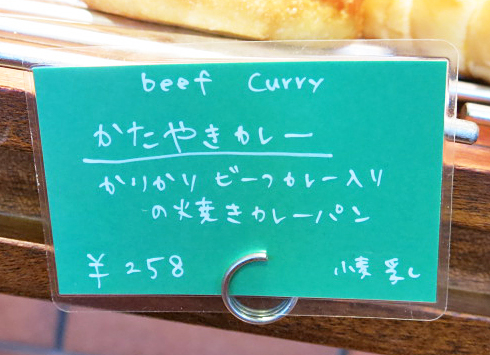 beef curry
かたやきカレー
かりかり ビーフカレー入り
の火焼きカレーパン
¥258
小麦 乳